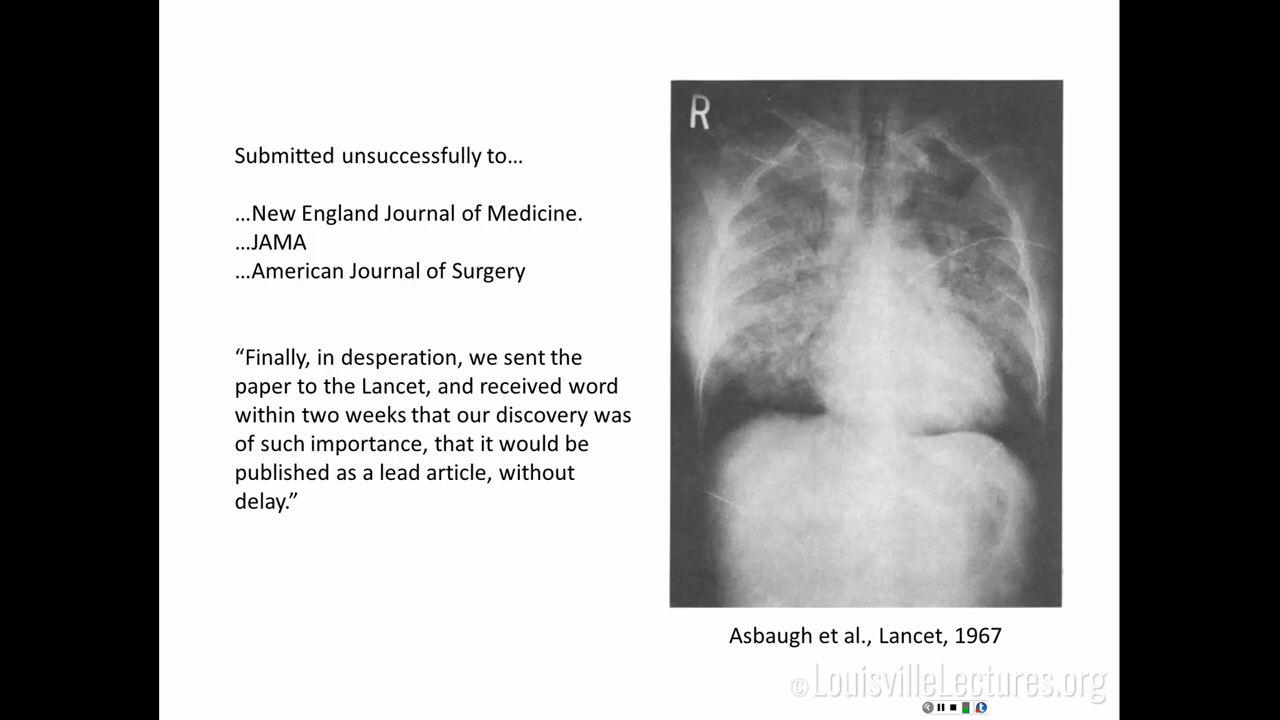 Submitted unsuccessfully to…
…New England Journal of Medicine.
…JAMA
…American Journal of Surgery
“Finally, in desperation, we sent the
paper to the Lancet, and received word
within two weeks that our discovery was
of such importance, that it would be
published as a lead article, without
delay.”
R
Asbaugh et al., Lancet, 1967
©LouisvilleLectures.org